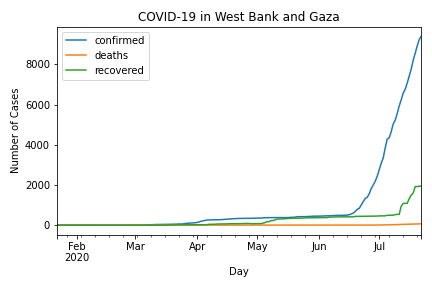 COVID-19 in West Bank and Gaza
confirmed
deaths
recovered
Number of Cases
8000
6000
4000
2000
0
Feb
2020
Mar
Apr
May
Jun
Jul
Day